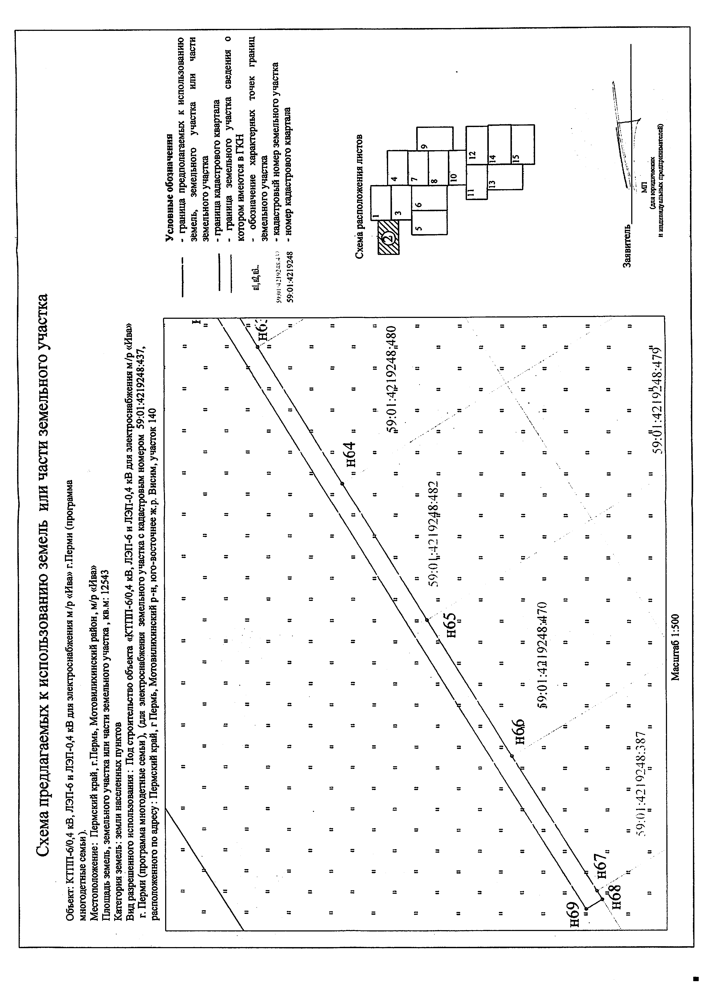 Схема предлагаемых к использованию земель или части земельного участка
Объект: КТПП-6/0,4 кВ, ЛЭП-6 и ЛЭП-0,4 кВ для электроснабжения м/р «Ива» г.Перми (программа
многодетные семьи).
Местоположение: Пермский край, г.Пермь, Мотовилихинский район, м/р «Ива»
Площадь земель, земельного участка или части земельного участка, кв.м: 12543
Категория земель: земли населенных пунктов
Вид разрешенного использования: Под строительство объекта «КТПП-6/0,4 кВ, ЛЭП-6 и ЛЭП-0,4 кВ для электроснабжения м/р «Ива»
г. Перми (программа многодетные семьи), (для электроснабжения земельного участка с кадастровым номером 59:01:4219248:437,
расположенного по адресу: Пермский край, г Пермь, Мотовилихинский р-н, юго-восточнее ж.р. Висим, участок 140
н64
н65
н66
н67
н68
н69
59:01:4219248:480
59:01:4219248:482
59:01:4219248:470
59:01:4219248:387
59:01:4219248:479
Масштаб 1:500
Условные обозначения
- граница предполагаемых к использованию
земель, земельного участка или части
земельного участка
- граница кадастрового квартала
- граница земельного участка сведения о
котором имеются в ГКН
н1, н2, н3... - обозначение характерных точек границ
земельного участка
59:01:4219248:437 - кадастровый номер земельного участка
59:01:4219248 - номер кадастрового квартала
Схема расположения листов
1
2
3
4
5
6
7
8
9
10
11
12
13
14
15
Заявитель
МП
(для юридических
и индивидуальных предпринимателей)